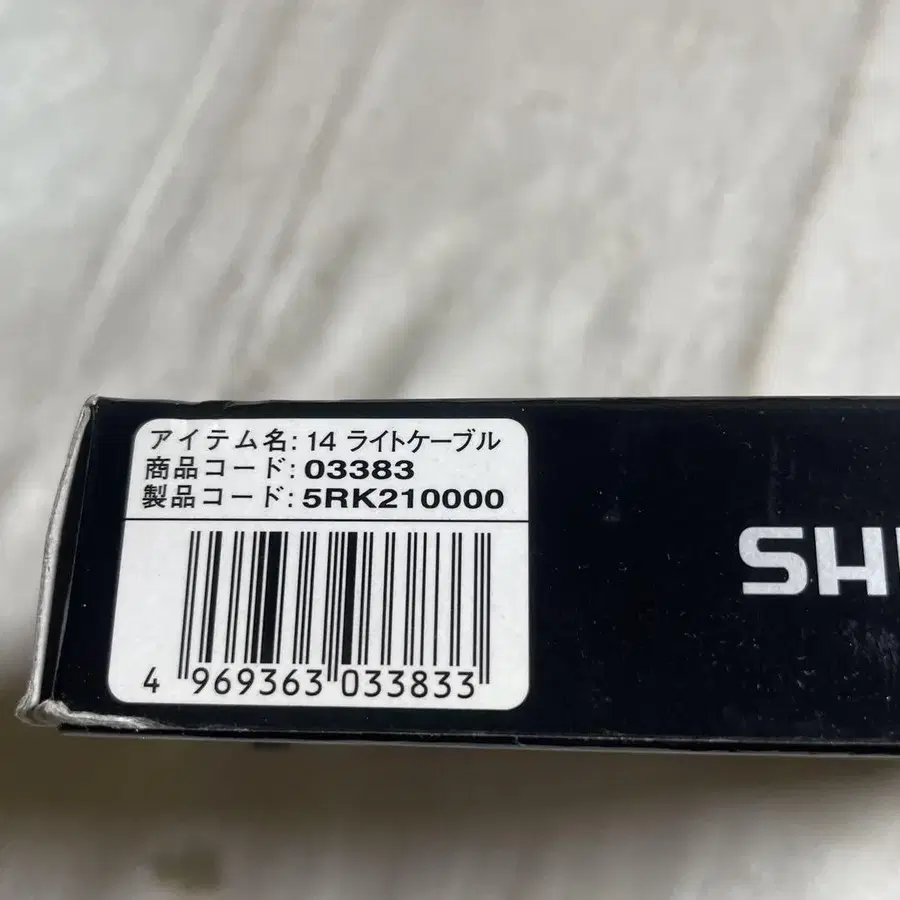 アイテム名: 14 ライトケーブル
商品コード: 03383
製品コード: 5RK210000
4 969363 033833
SH